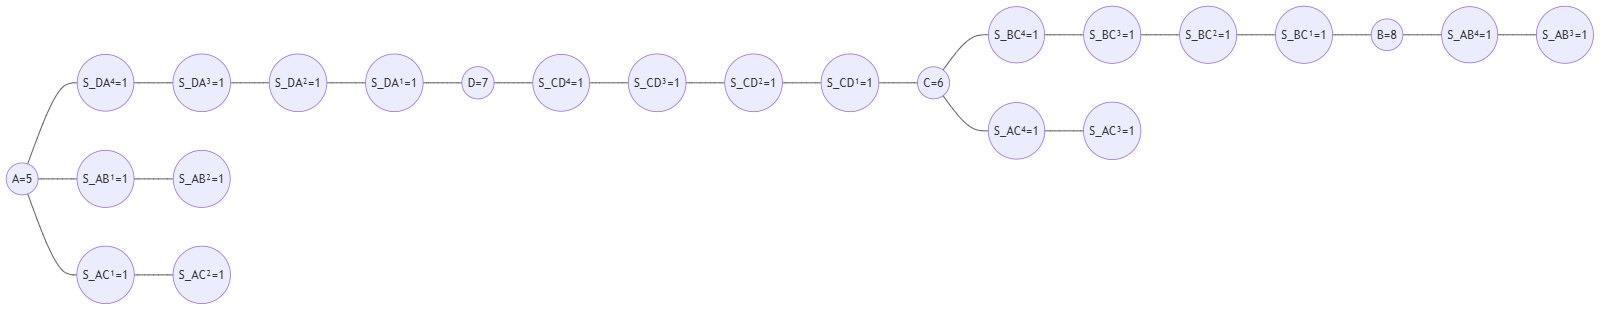 S_BC⁴=1
S_BC³=1
S_BC²=1
S_BC¹=1
B=8
S_AB⁴=1
S_AB³=1
S_DA⁴=1
S_DA³=1
S_DA²=1
S_DA¹=1
D=7
S_CD⁴=1
S_CD³=1
S_CD²=1
S_CD¹=1
C=6
S_AC⁴=1
S_AC³=1
A=5
S_AB¹=1
S_AB²=1
S_AC¹=1
S_AC²=1